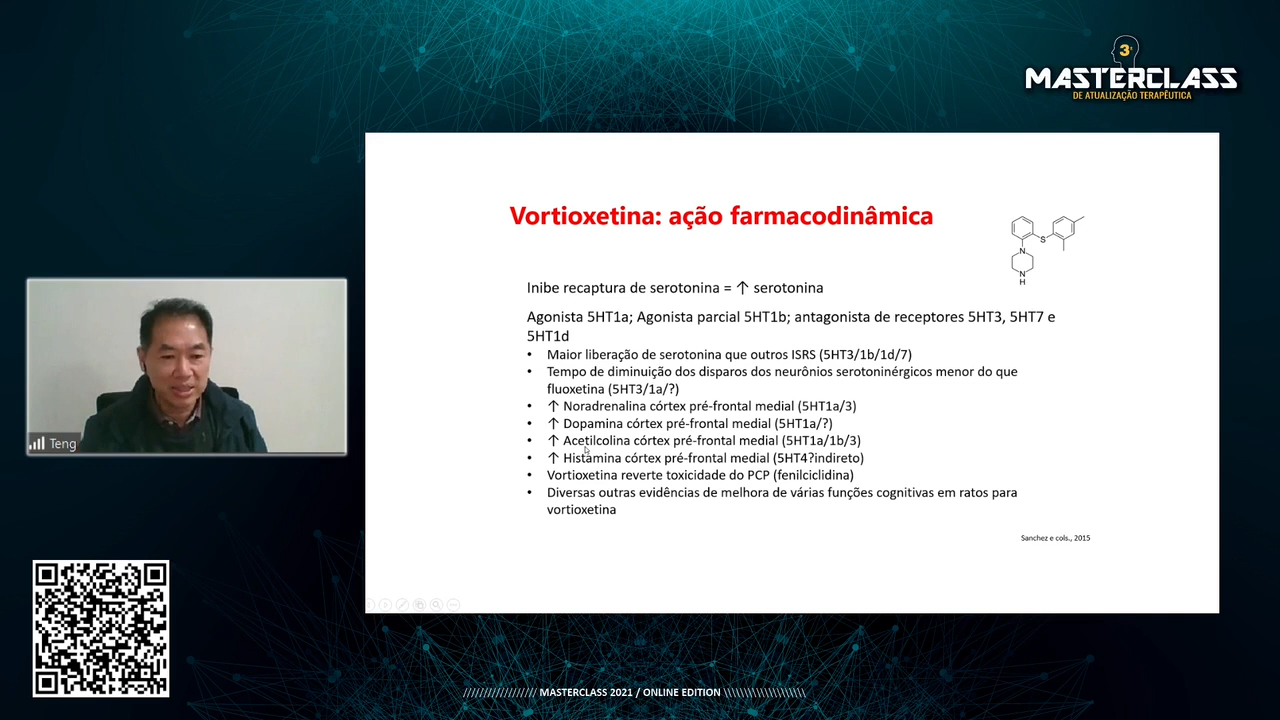 3ª
MASTERCLASS
DE ATUALIZAÇÃO TERAPÊUTICA
Vortioxetina: ação farmacodinâmica
S
N
N
H
Inibe recaptura de serotonina = ↑ serotonina
Agonista 5HT1a; Agonista parcial 5HT1b; antagonista de receptores 5HT3, 5HT7 e
5HT1d
• Maior liberação de serotonina que outros ISRS (5HT3/1b/1d/7)
• Tempo de diminuição dos disparos dos neurônios serotoninérgicos menor do que
fluoxetina (5HT3/1a/?)
• ↑ Noradrenalina córtex pré-frontal medial (5HT1a/3)
• ↑ Dopamina córtex pré-frontal medial (5HT1a/?)
• ↑ Acetilcolina córtex pré-frontal medial (5HT1a/1b/3)
• ↑ Histamina córtex pré-frontal medial (5HT4?indireto)
• Vortioxetina reverte toxicidade do PCP (fenilciclidina)
• Diversas outras evidências de melhora de várias funções cognitivas em ratos para
vortioxetina
Sanchez e cols., 2015
Teng
/////////////////// MASTERCLASS 2021 / ONLINE EDITION \\\\\\\\\\\\\\\\\\\\\